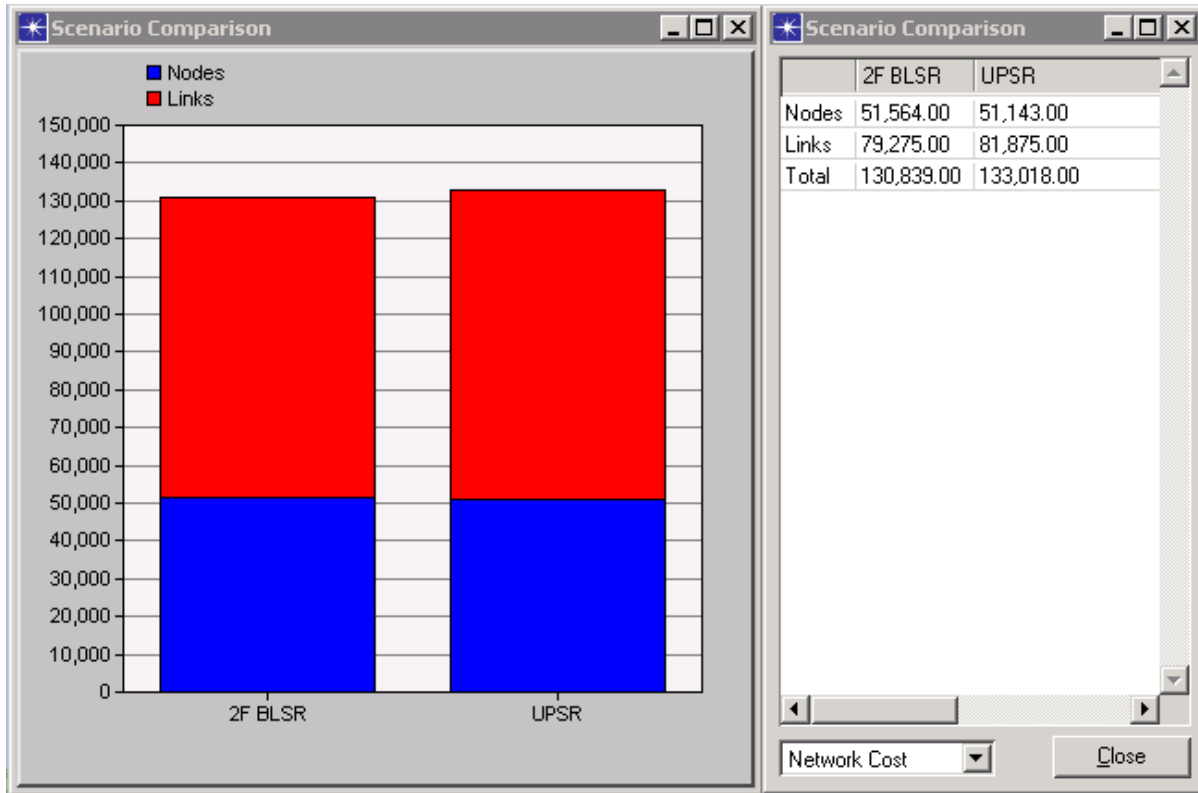 Scenario Comparison
Nodes
Links
150,000
140,000
130,000
120,000
110,000
100,000
90,000
80,000
70,000
60,000
50,000
40,000
30,000
20,000
10,000
0
2F BLSR UPSR
Scenario Comparison
2F BLSR UPSR
Nodes 51,564.00 51,143.00
Links 79,275.00 81,875.00
Total 130,839.00 133,018.00
Network Cost Close